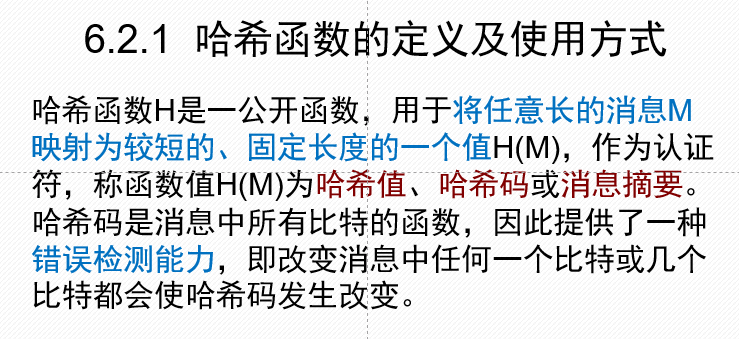 6.2.1 哈希函数的定义及使用方式
哈希函数H是一公开函数，用于将任意长的消息M
映射为较短的、固定长度的一个值H(M)，作为认证
符，称函数值H(M)为哈希值、哈希码或消息摘要。
哈希码是消息中所有比特的函数，因此提供了一种
错误检测能力，即改变消息中任何一个比特或几个
比特都会使哈希码发生改变。